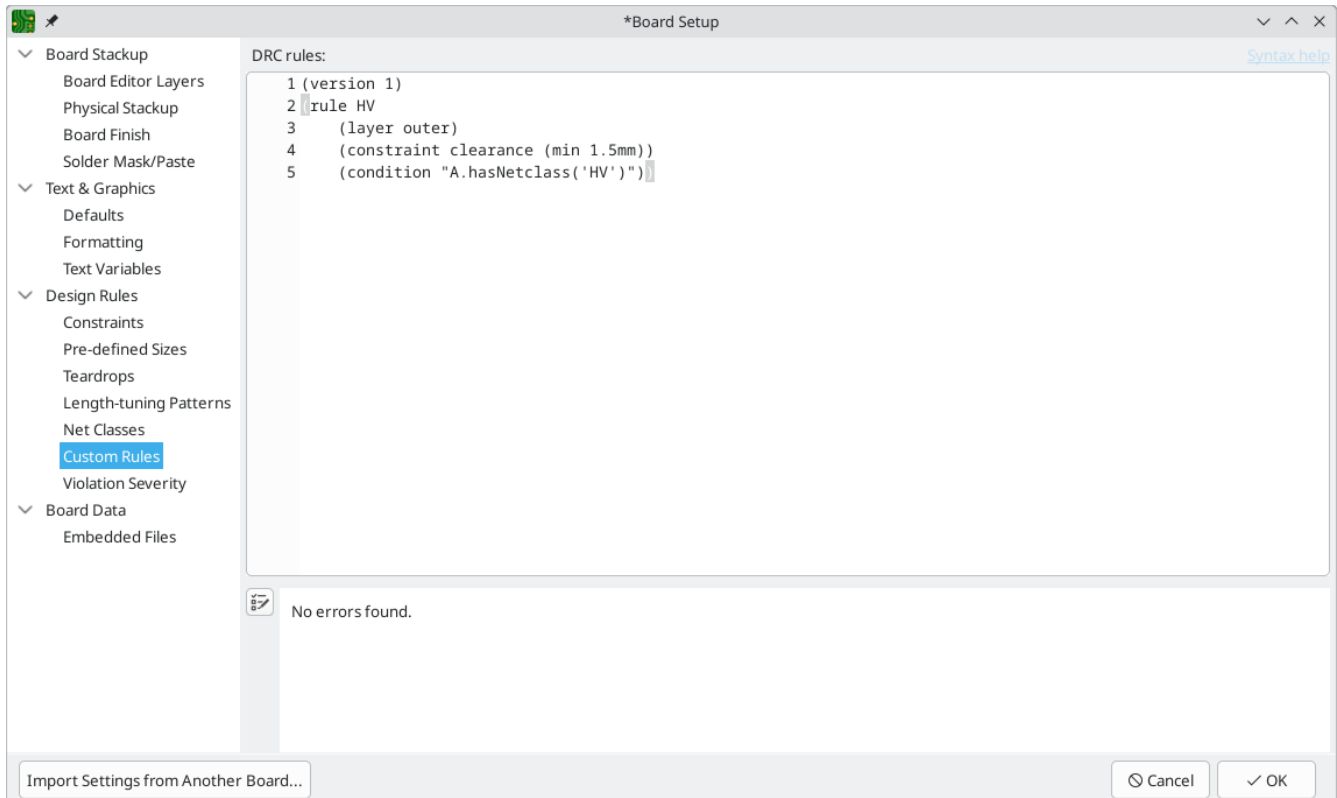 *Board Setup
Board Stackup
Board Editor Layers
Physical Stackup
Board Finish
Solder Mask/Paste
Text & Graphics
Defaults
Formatting
Text Variables
Design Rules
Constraints
Pre-defined Sizes
Teardrops
Length-tuning Patterns
Net Classes
Custom Rules
Violation Severity
Board Data
Embedded Files
DRC rules:
Syntax help
1 (version 1)
2 (rule HV
3     (layer outer)
4     (constraint clearance (min 1.5mm))
5     (condition "A.hasNetclass('HV')"))
No errors found.
Import Settings from Another Board...
Cancel
OK